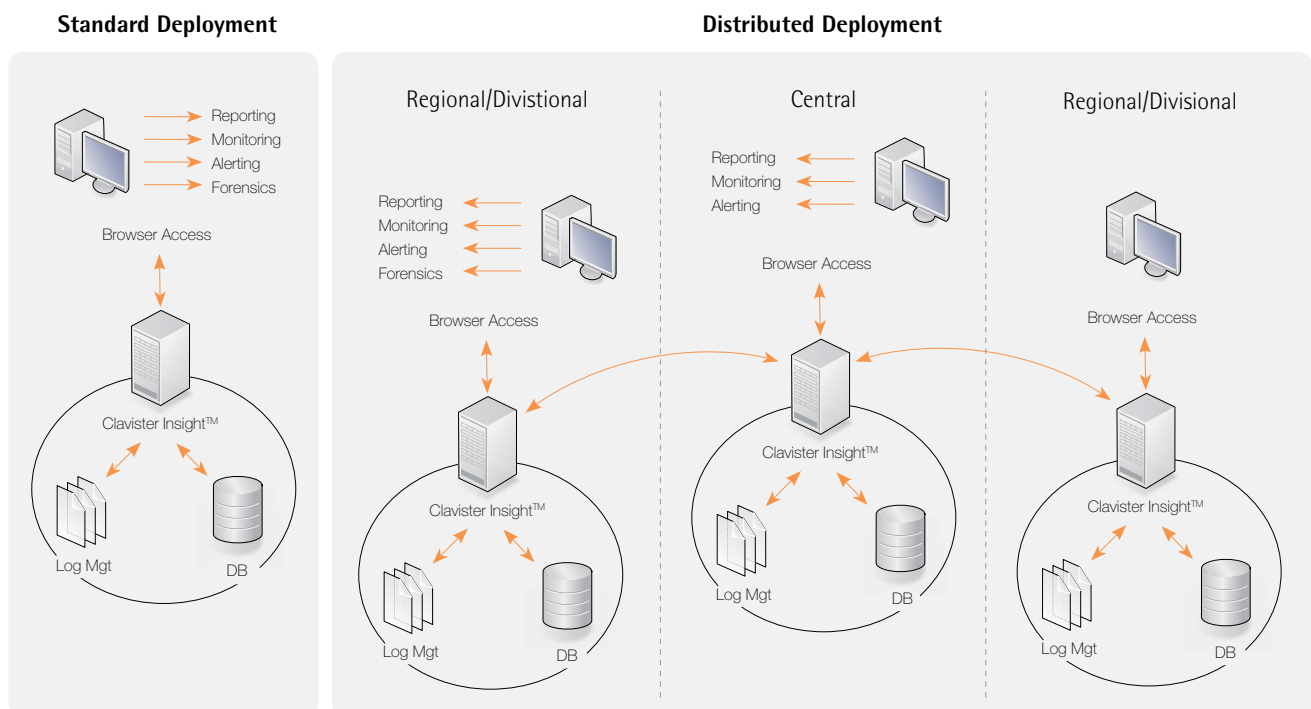 Standard Deployment
Reporting
Monitoring
Alerting
Forensics
Browser Access
Clavister Insight™
Log Mgt
DB
Distributed Deployment
Regional/Divistional
Reporting
Monitoring
Alerting
Forensics
Browser Access
Clavister Insight™
Log Mgt
DB
Central
Reporting
Monitoring
Alerting
Browser Access
Clavister Insight™
Log Mgt
DB
Regional/Divisional
Browser Access
Clavister Insight™
Log Mgt
DB